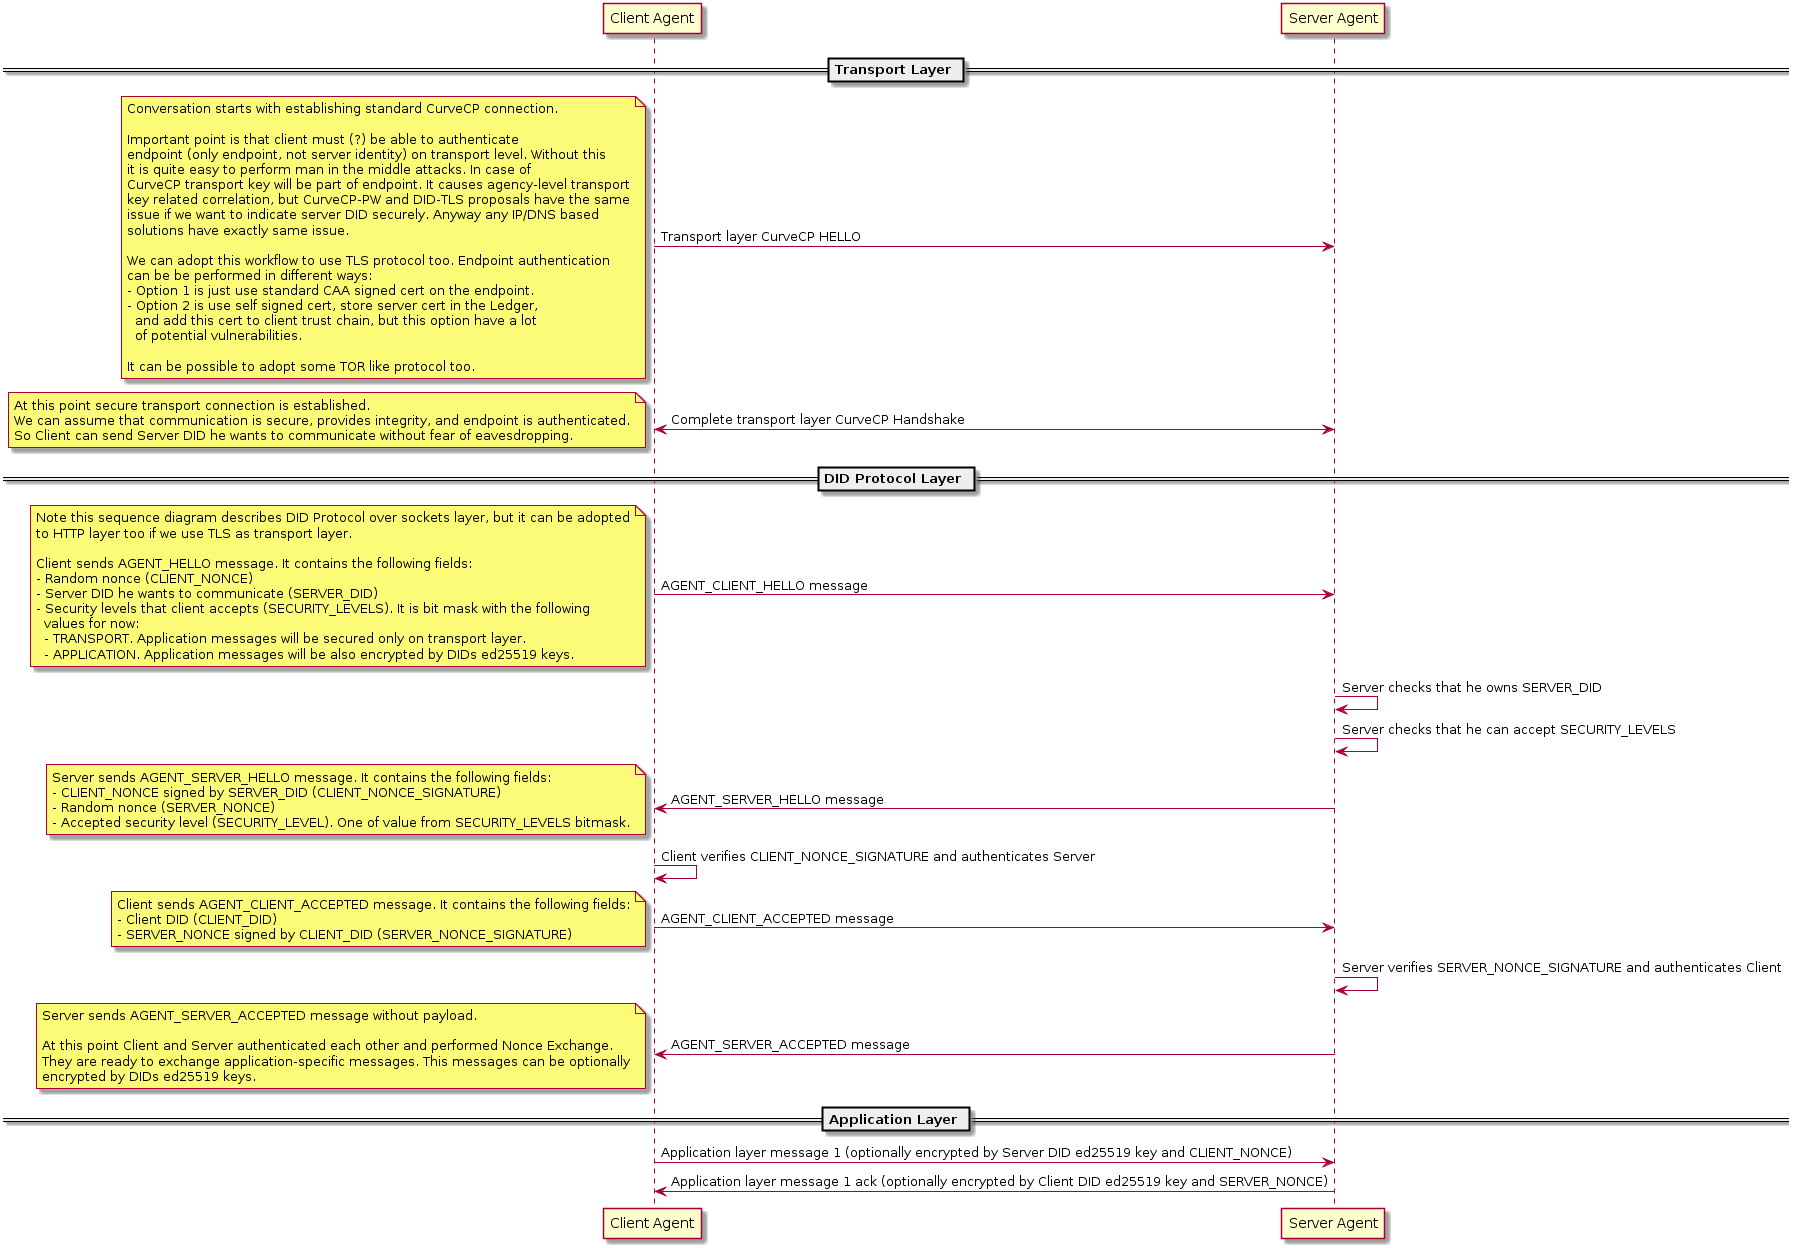 Client Agent
Server Agent
Transport Layer
Conversation starts with establishing standard CurveCP connection.
Important point is that client must (?) be able to authenticate
endpoint (only endpoint, not server identity) on transport level. Without this
it is quite easy to perform man in the middle attacks. In case of
CurveCP transport key will be part of endpoint. It causes agency-level transport
key related correlation, but CurveCP-PW and DID-TLS proposals have the same
issue if we want to indicate server DID securely. Anyway any IP/DNS based
solutions have exactly same issue.
We can adopt this workflow to use TLS protocol too. Endpoint authentication
can be be performed in different ways:
- Option 1 is just use standard CAA signed cert on the endpoint.
- Option 2 is use self signed cert, store server cert in the Ledger,
and add this cert to client trust chain, but this option have a lot
of potential vulnerabilities.
It can be possible to adopt some TOR like protocol too.
Transport layer CurveCP HELLO
At this point secure transport connection is established.
We can assume that communication is secure, provides integrity, and endpoint is authenticated.
So Client can send Server DID he wants to communicate without fear of eavesdropping.
Complete transport layer CurveCP Handshake
DID Protocol Layer
Note this sequence diagram describes DID Protocol over sockets layer, but it can be adopted
to HTTP layer too if we use TLS as transport layer.
Client sends AGENT_HELLO message. It contains the following fields:
- Random nonce (CLIENT_NONCE)
- Server DID he wants to communicate (SERVER_DID)
- Security levels that client accepts (SECURITY_LEVELS). It is bit mask with the following
values for now:
- TRANSPORT. Application messages will be secured only on transport layer.
- APPLICATION. Application messages will be also encrypted by DIDs ed25519 keys.
AGENT_CLIENT_HELLO message
Server checks that he owns SERVER_DID
Server checks that he can accept SECURITY_LEVELS
Server sends AGENT_SERVER_HELLO message. It contains the following fields:
- CLIENT_NONCE signed by SERVER_DID (CLIENT_NONCE_SIGNATURE)
- Random nonce (SERVER_NONCE)
- Accepted security level (SECURITY_LEVEL). One of value from SECURITY_LEVELS bitmask.
AGENT_SERVER_HELLO message
Client verifies CLIENT_NONCE_SIGNATURE and authenticates Server
Client sends AGENT_CLIENT_ACCEPTED message. It contains the following fields:
- Client DID (CLIENT_DID)
- SERVER_NONCE signed by CLIENT_DID (SERVER_NONCE_SIGNATURE)
AGENT_CLIENT_ACCEPTED message
Server verifies SERVER_NONCE_SIGNATURE and authenticates Client
Server sends AGENT_SERVER_ACCEPTED message without payload.
At this point Client and Server authenticated each other and performed Nonce Exchange.
They are ready to exchange application-specific messages. This messages can be optionally
encrypted by DIDs ed25519 keys.
AGENT_SERVER_ACCEPTED message
Application Layer
Application layer message 1 (optionally encrypted by Server DID ed25519 key and CLIENT_NONCE)
Application layer message 1 ack (optionally encrypted by Client DID ed25519 key and SERVER_NONCE)
Client Agent
Server Agent